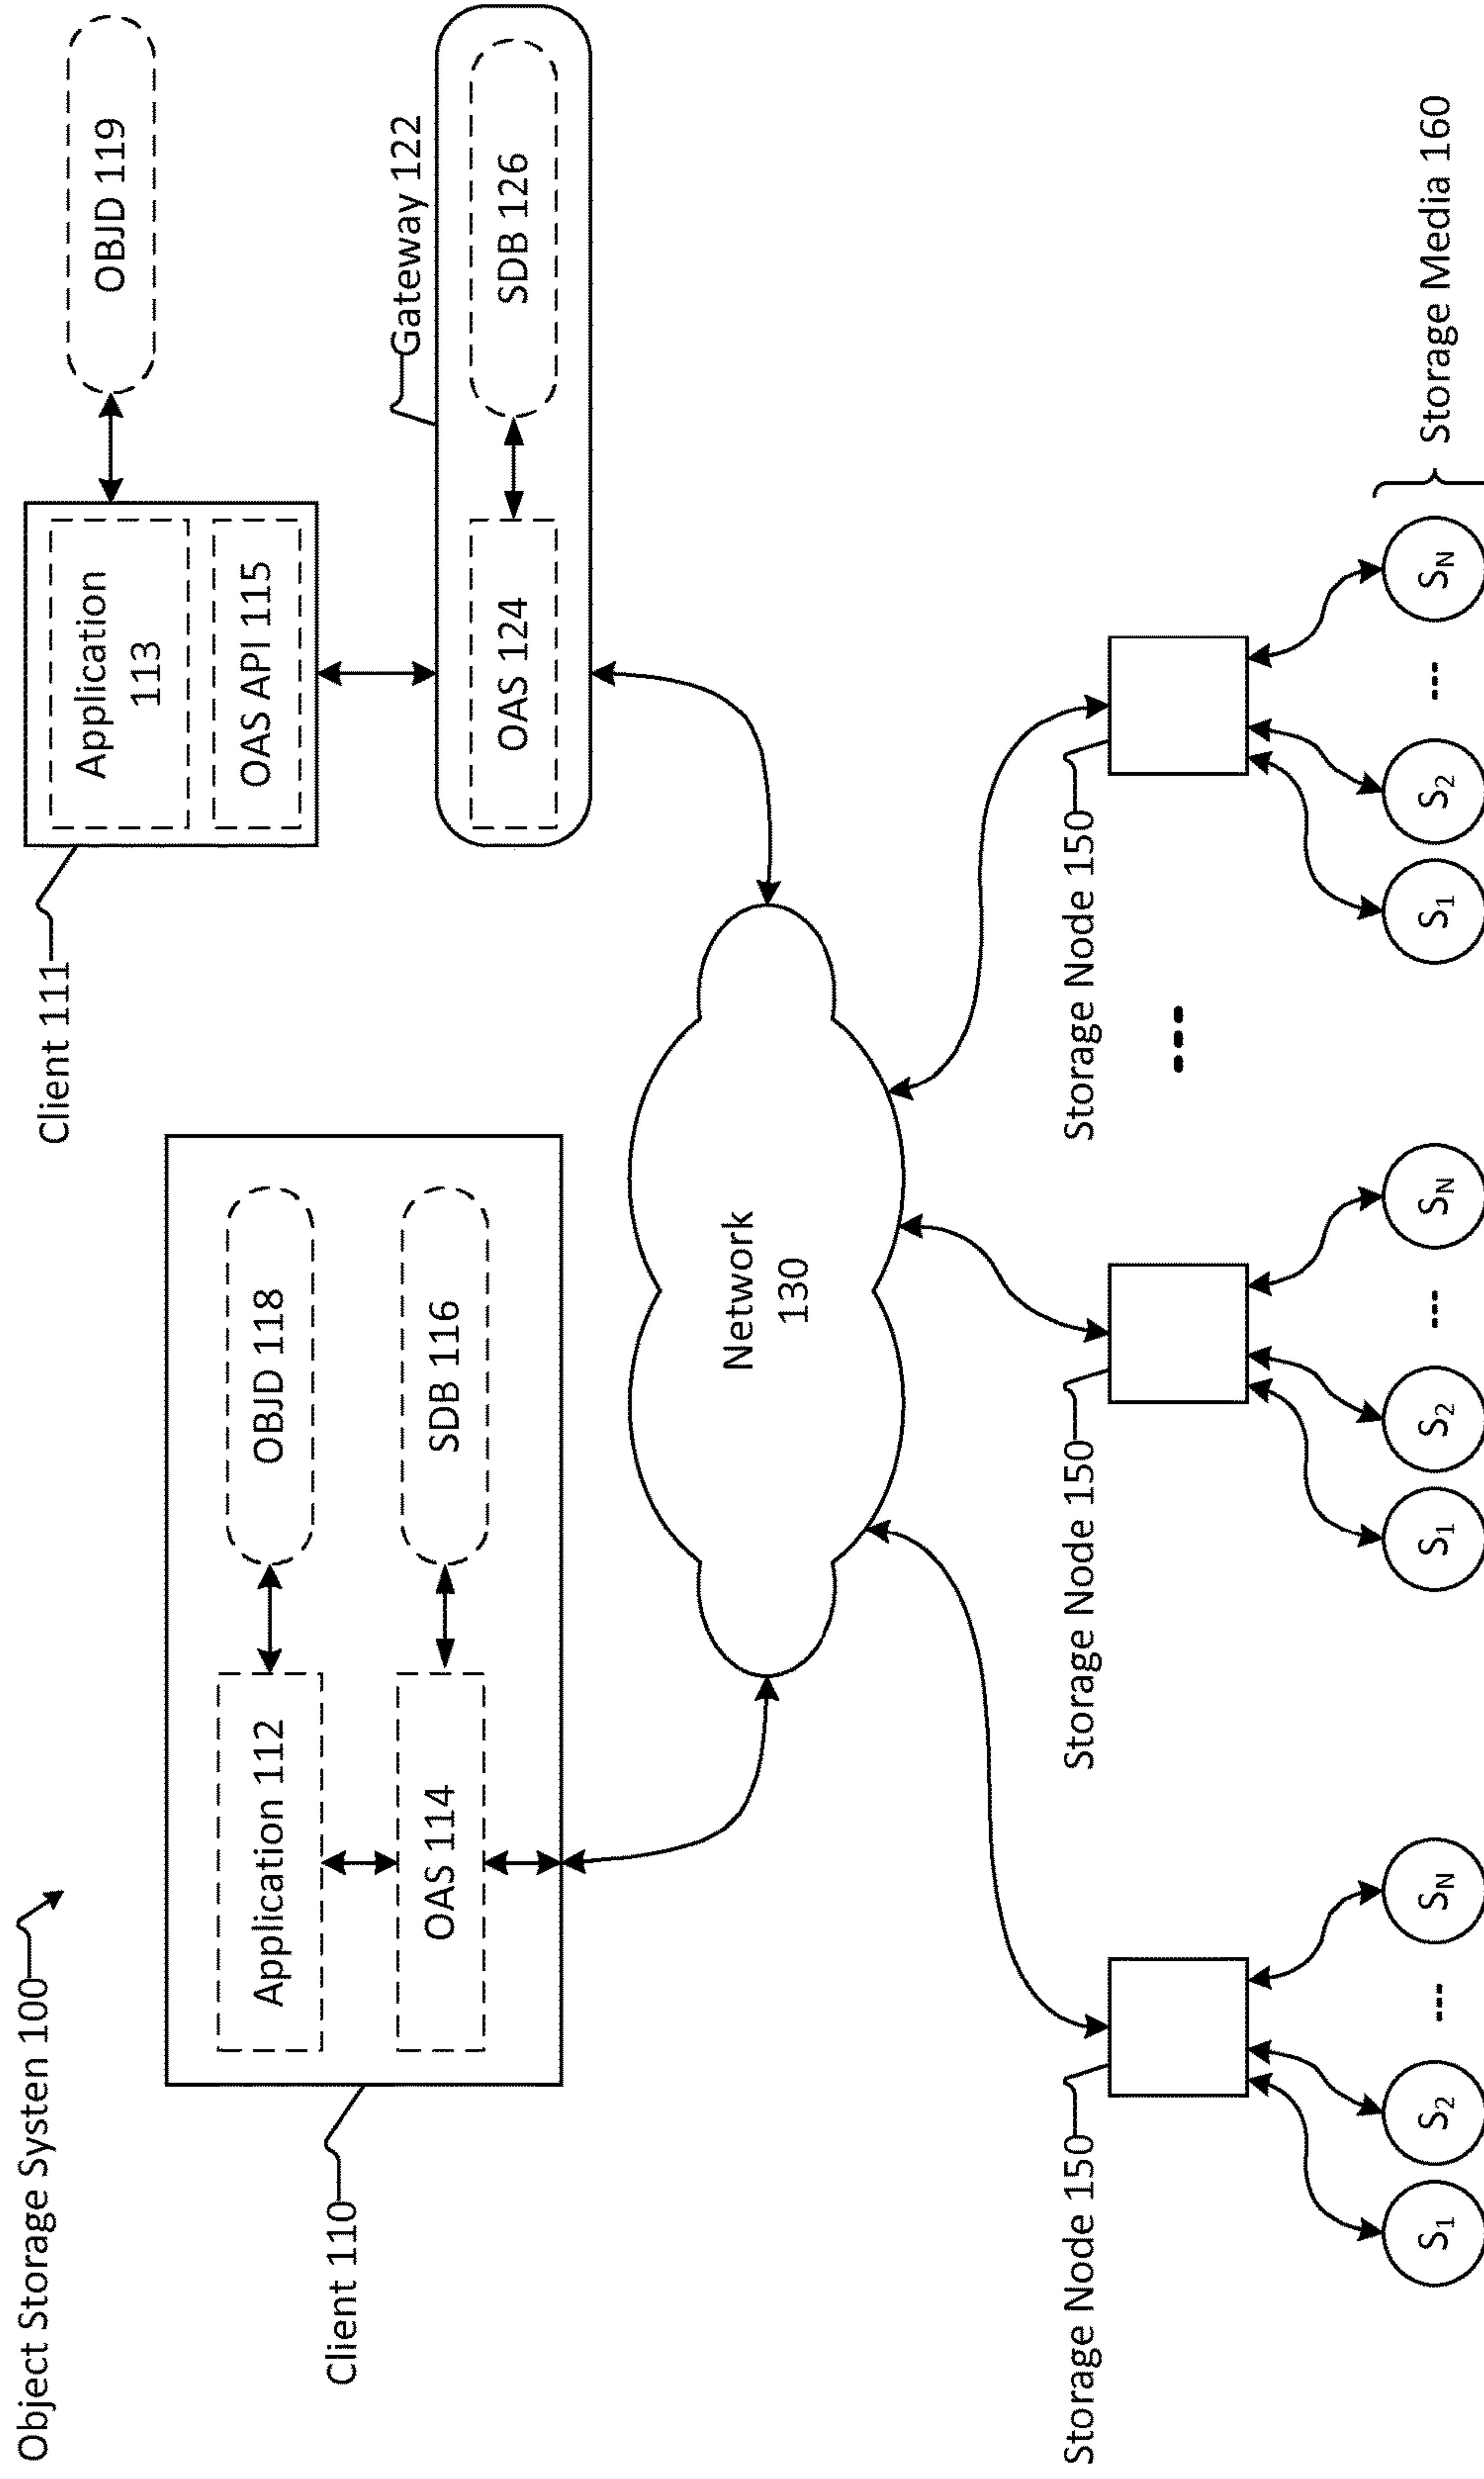 Object Storage Systen 100
Client 110
Application 112
OBJD 118
OAS 114
SDB 116
Client 111
Application
113
OAS API 115
OBJD 119
Gateway 122
OAS 124
SDB 126
Network
130
Storage Node 150
Storage Node 150
Storage Node 150
---
S1 S2 --- SN
S1 S2 --- SN
S1 S2 --- SN
Storage Media 160